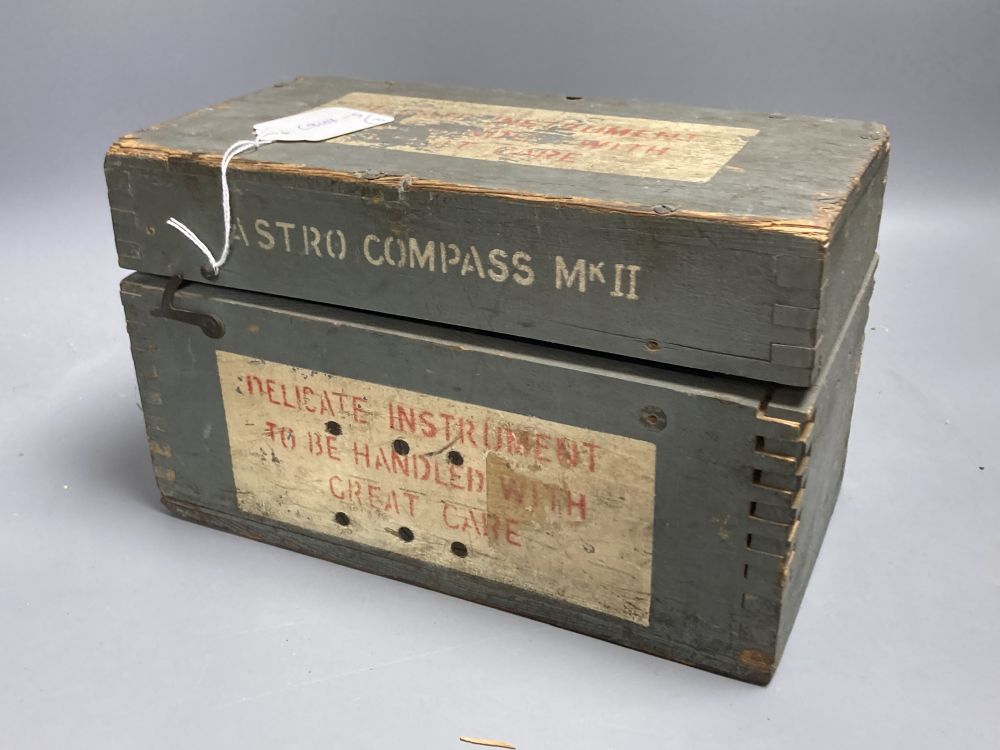 INSTRUMENT
WITH
CARE
ASTRO COMPASS MK II
DELICATE INSTRUMENT
TO BE HANDLED WITH
GREAT CARE